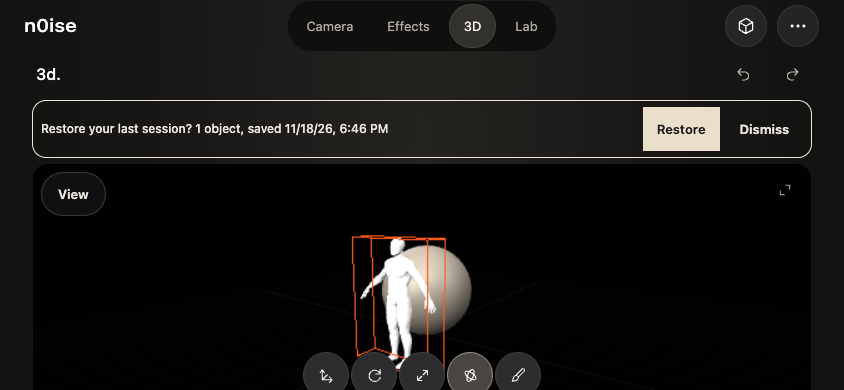 n0ise
Camera
Effects
3D
Lab
3d.
Restore your last session? 1 object, saved 11/18/26, 6:46 PM
Restore
Dismiss
View